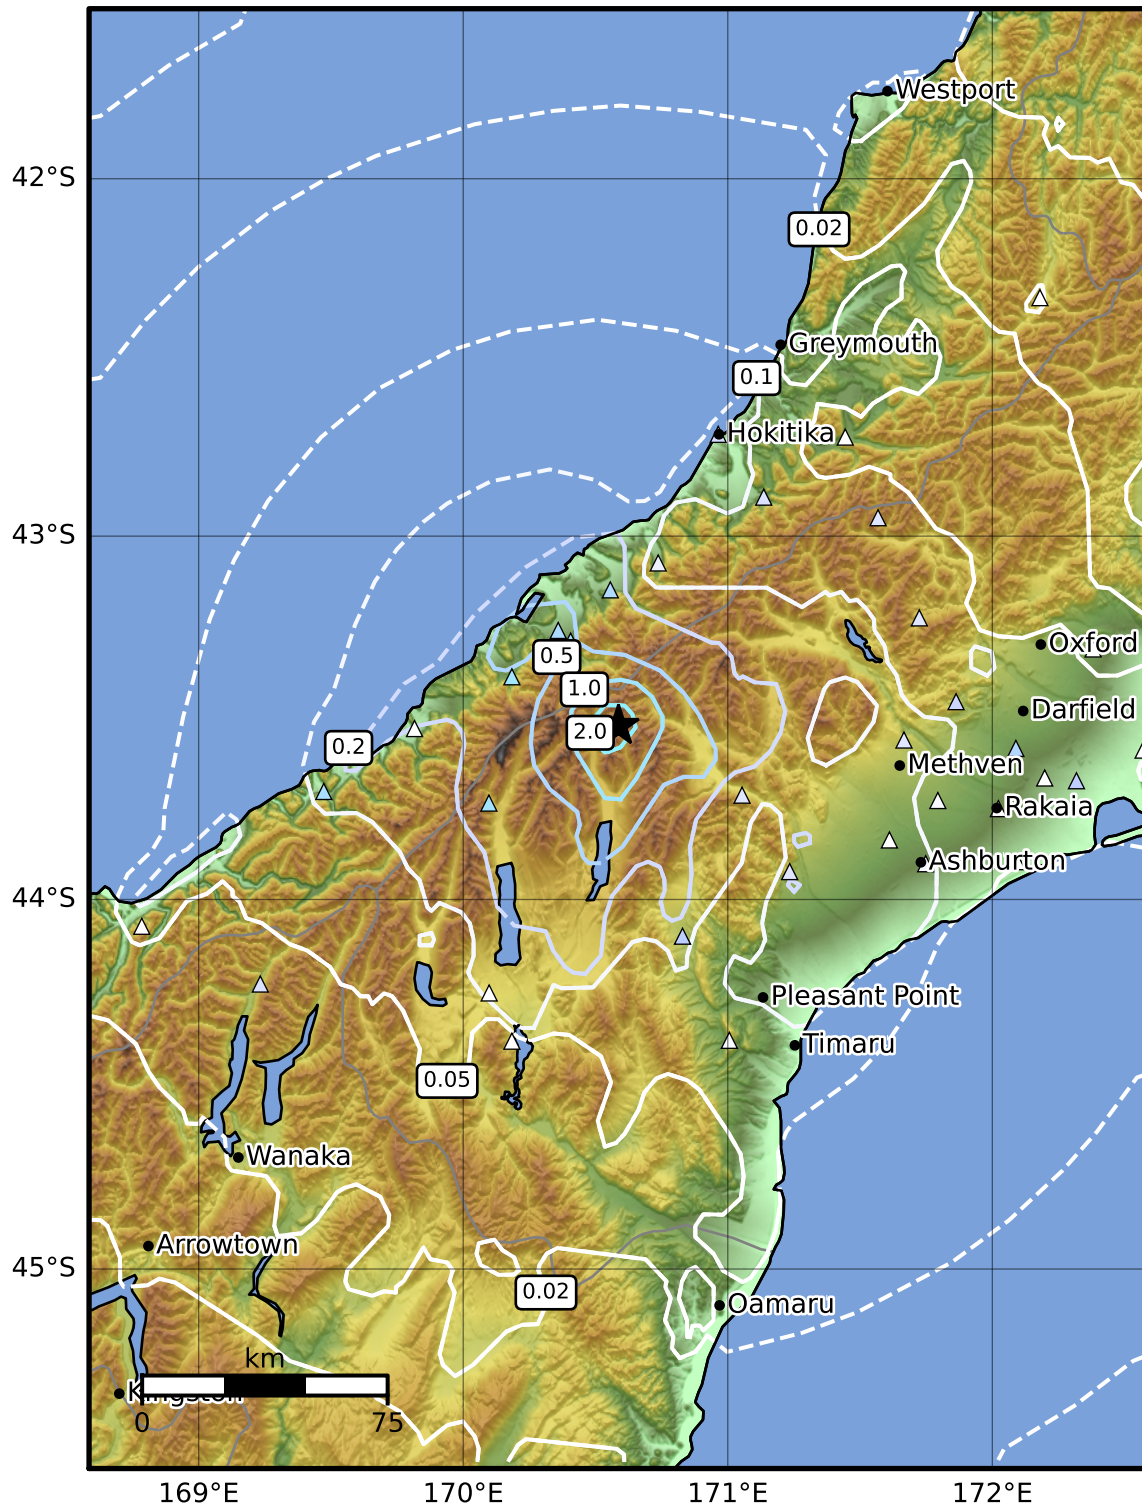 Westport
42°S
0.02
Greymouth
0.1
Hokitika
43°S
Oxford
0.5
1.0
Darfield
2.0
0.2
Methven
Rakaia
Ashburton
44°S
Pleasant Point
Timaru
0.05
Wanaka
Arrowtown
45°S
0.02
Oamaru
km
Kingston
0 75
169°E 170°E 171°E 172°E